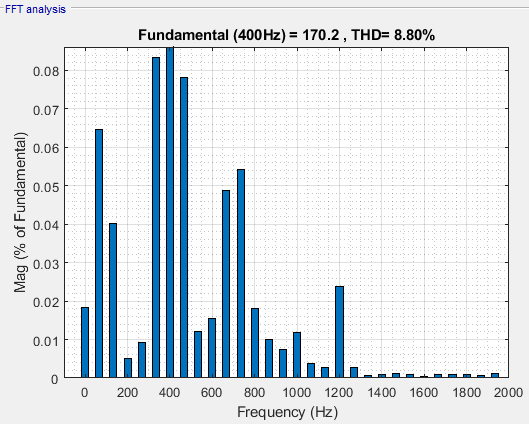 FFT analysis
Fundamental (400Hz) = 170.2 , THD= 8.80%
0.08
0.07
0.06
0.05
0.04
0.03
0.02
0.01
0
Mag (% of Fundamental)
0 200 400 600 800 1000 1200 1400 1600 1800 2000
Frequency (Hz)